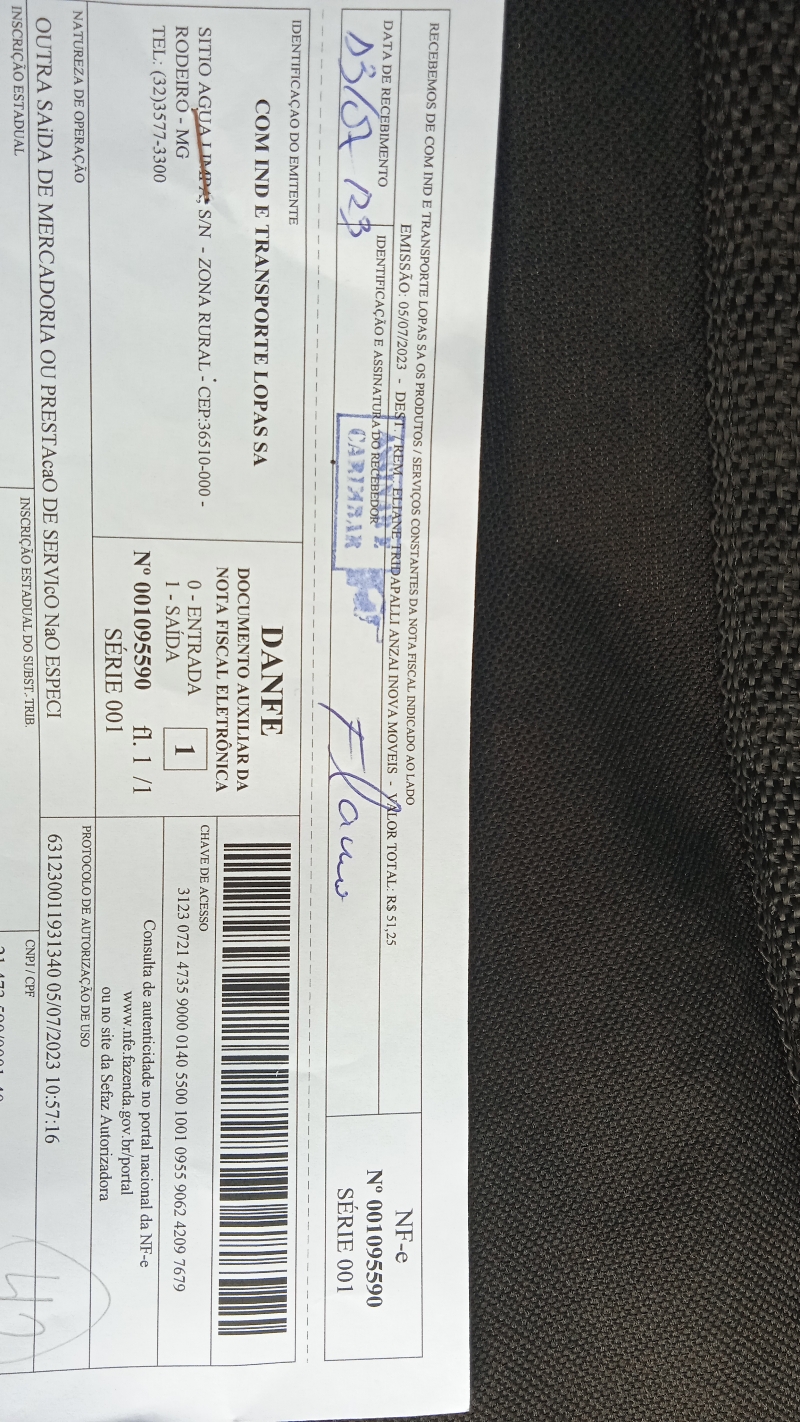 RECEBEMOS DE COM IND E TRANSPORTE LOPAS SA OS PRODUTOS / SERVIÇOS CONSTANTES DA NOTA FISCAL INDICADO AO LADO
EMISSÃO: 05/07/2023 - DEST. / REM. ELIANE TRIDAPALLI ANZAI INOVA MOVEIS - VALOR TOTAL: R$ 51,25
DATA DE RECEBIMENTO
IDENTIFICAÇÃO E ASSINATURA DO RECEBEDOR
CARIMBAR
NF-e
Nº 001095590
SÉRIE 001
IDENTIFICAÇÃO DO EMITENTE
COM IND E TRANSPORTE LOPAS SA
SITIO AGUA LIMPA, S/N - ZONA RURAL - CEP:36510-000 -
RODEIRO - MG
TEL: (32)3577-3300
DANFE
DOCUMENTO AUXILIAR DA
NOTA FISCAL ELETRÔNICA
0 - ENTRADA
1 - SAÍDA
1
Nº 001095590 fl. 1 /1
SÉRIE 001
CHAVE DE ACESSO
3123 0721 4735 9000 0140 5500 1001 0955 9062 4209 7679
Consulta de autenticidade no portal nacional da NF-e
www.nfe.fazenda.gov.br/portal
ou no site da Sefaz Autorizadora
NATUREZA DE OPERAÇÃO
OUTRA SAíDA DE MERCADORIA OU PRESTAcaO DE SERVIcO NaO ESPECI
PROTOCOLO DE AUTORIZAÇÃO DE USO
631230011931340 05/07/2023 10:57:16
INSCRIÇÃO ESTADUAL
INSCRIÇÃO ESTADUAL DO SUBST. TRIB.
CNPJ / CPF